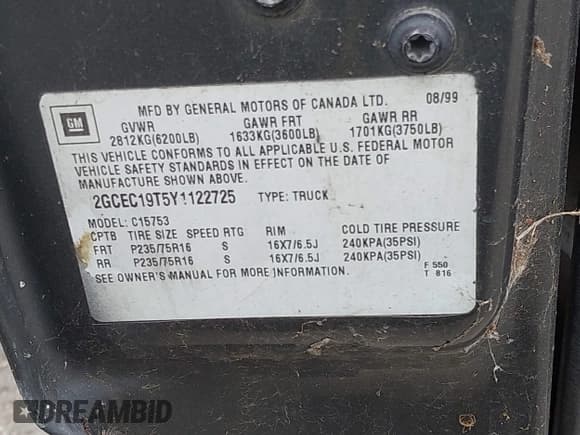 GM
MFD BY GENERAL MOTORS OF CANADA LTD. 08/99
GVWR GAWR FRT GAWR RR
2812KG(6200LB) 1633KG(3600LB) 1701KG(3750LB)
THIS VEHICLE CONFORMS TO ALL APPLICABLE U.S. FEDERAL MOTOR
VEHICLE SAFETY STANDARDS IN EFFECT ON THE DATE OF
MANUFACTURE SHOWN ABOVE.
2GCEC19T5Y1122725 TYPE: TRUCK
MODEL: C15753
CPTB TIRE SIZE SPEED RTG RIM COLD TIRE PRESSURE
FRT P235/75R16 S 16X7/6.5J 240KPA(35PSI)
RR P235/75R16 S 16X7/6.5J 240KPA(35PSI)
SEE OWNER'S MANUAL FOR MORE INFORMATION.
F 550
T 816
DREAMBID